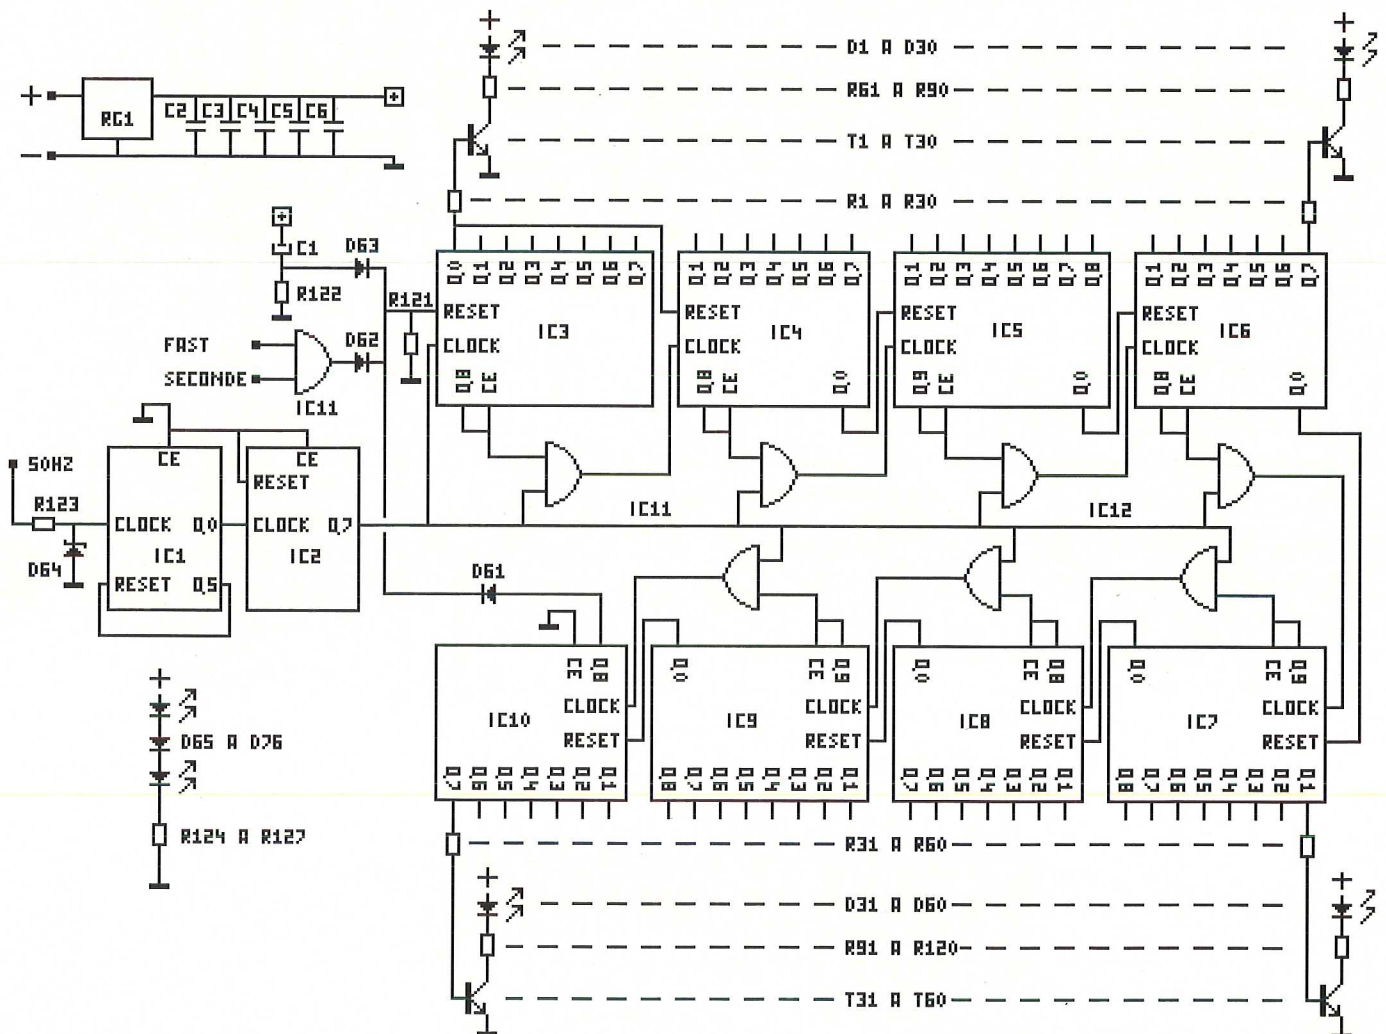 D1 A D30
R61 A R90
T1 A T30
R1 A R30
+
RG1
C2 C3 C4 C5 C6
+
−
+
C1
D63
R122
R121
FAST
SECONDE
D62
IC11
Q0 Q1 Q2 Q3 Q4 Q5 Q6 Q7
RESET
IC3
CLOCK
Q8 CE
Q1 Q2 Q3 Q4 Q5 Q6 Q7
RESET
IC4
CLOCK
Q8 CE Q0
Q1 Q2 Q3 Q4 Q5 Q6 Q7 Q8
RESET
IC5
CLOCK
Q9 CE Q0
Q1 Q2 Q3 Q4 Q5 Q6 Q7
RESET
IC6
CLOCK
Q8 CE Q0
50HZ
R123
D64
CE
CLOCK Q0
IC1
RESET Q5
CE
RESET
CLOCK Q7
IC2
IC11
IC12
D61
CE Q8
CLOCK
IC10
RESET
Q7 Q6 Q5 Q4 Q3 Q2 Q1
Q0 CE Q9
CLOCK
IC9
RESET
Q8 Q7 Q6 Q5 Q4 Q3 Q2 Q1
Q0 CE Q8
CLOCK
IC8
RESET
Q7 Q6 Q5 Q4 Q3 Q2 Q1
Q0 CE Q9
CLOCK
IC7
RESET
Q8 Q7 Q6 Q5 Q4 Q3 Q2 Q1
D65 A D76
R124 A R127
R31 A R60
D31 A D60
R91 A R120
T31 A T60